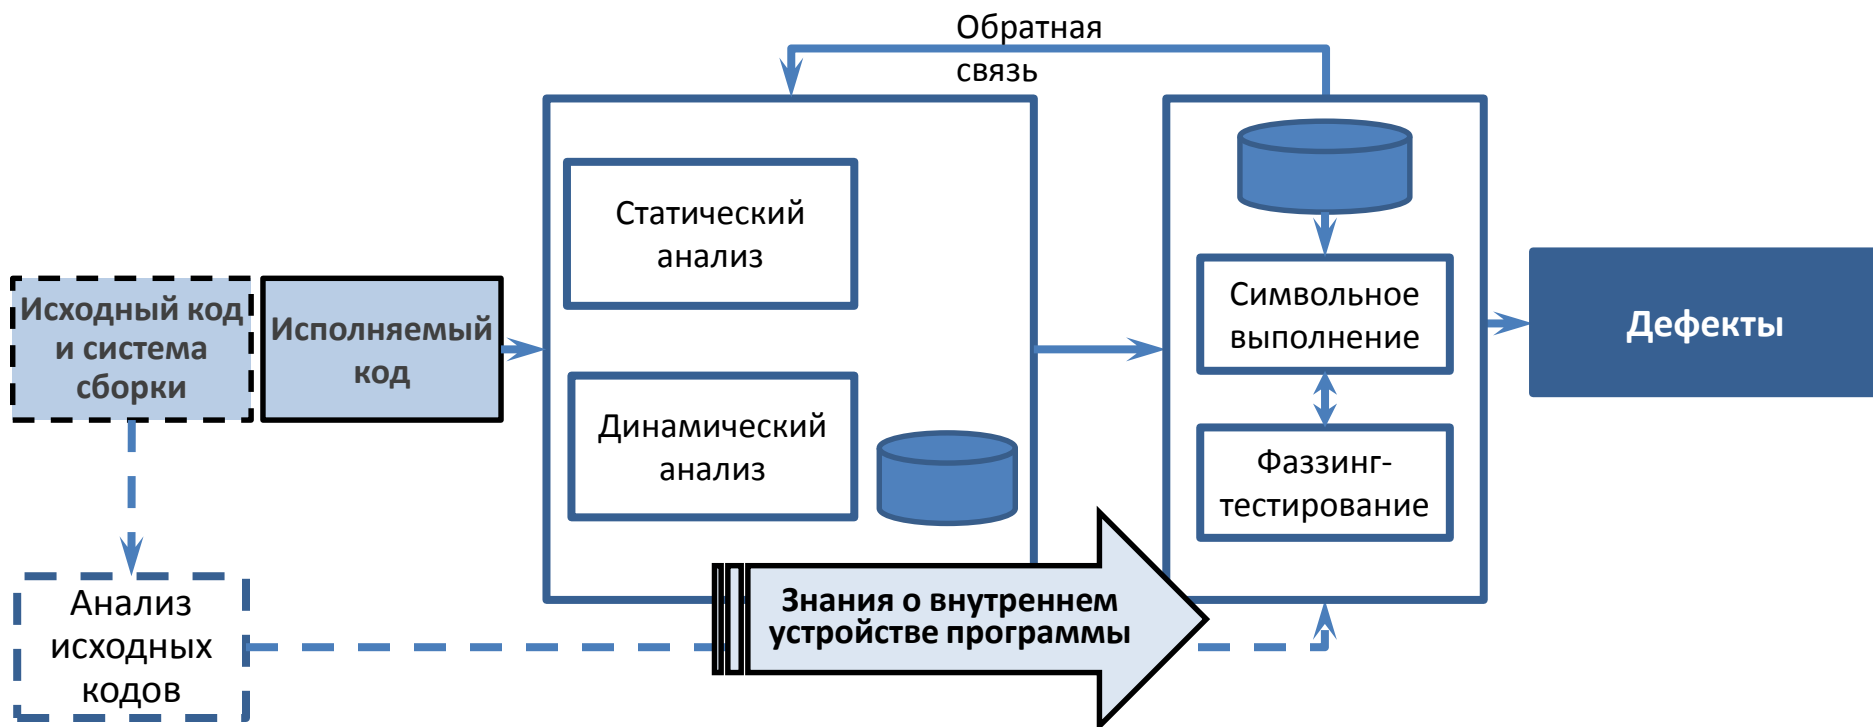 Обратная
связь
Статический
анализ
Исходный код
и система
сборки
Исполняемый
код
Динамический
анализ
Символьное
выполнение
Фаззинг-
тестирование
Дефекты
Анализ
исходных
кодов
Знания о внутреннем
устройстве программы